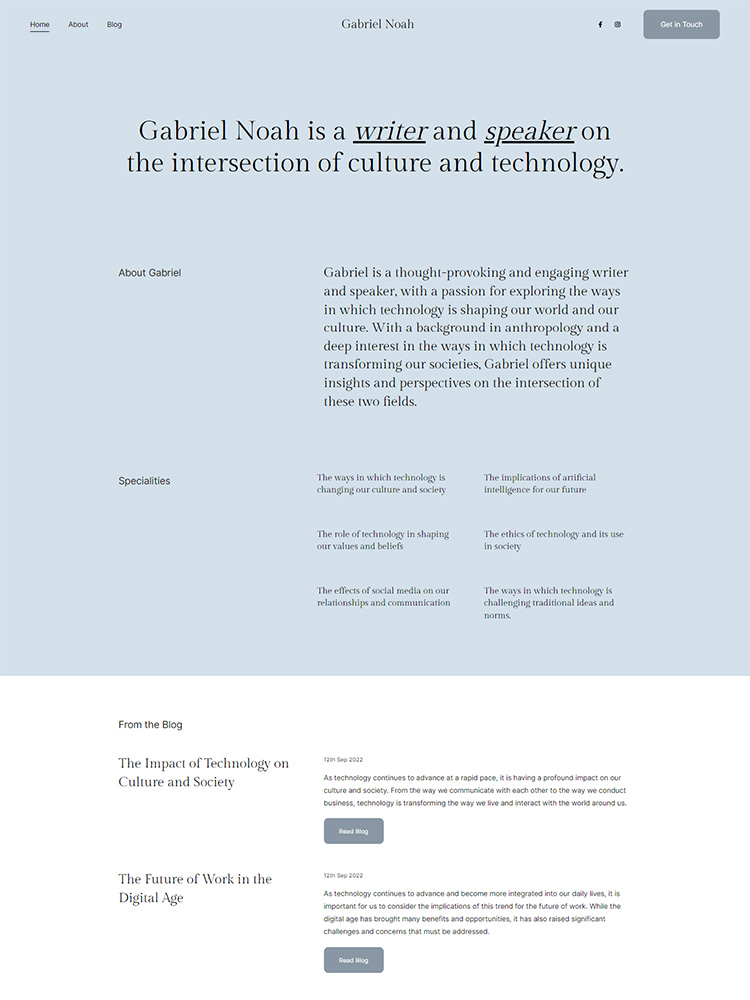 Home About Blog Gabriel Noah Get in Touch
Gabriel Noah is a writer and speaker on
the intersection of culture and technology.
About Gabriel
Gabriel is a thought-provoking and engaging writer
and speaker, with a passion for exploring the ways
in which technology is shaping our world and our
culture. With a background in anthropology and a
deep interest in the ways in which technology is
transforming our societies, Gabriel offers unique
insights and perspectives on the intersection of
these two fields.
Specialities
The ways in which technology is
changing our culture and society
The implications of artificial
intelligence for our future
The role of technology in shaping
our values and beliefs
The ethics of technology and its use
in society
The effects of social media on our
relationships and communication
The ways in which technology is
challenging traditional ideas and
norms.
From the Blog
The Impact of Technology on
Culture and Society
12th Sep 2022
As technology continues to advance at a rapid pace, it is having a profound impact on our
culture and society. From the way we communicate with each other to the way we conduct
business, technology is transforming the way we live and interact with the world around us.
Read Blog
The Future of Work in the
Digital Age
12th Sep 2022
As technology continues to advance and become more integrated into our daily lives, it is
important for us to consider the implications of this trend for the future of work. While the
digital age has brought many benefits and opportunities, it has also raised significant
challenges and concerns that must be addressed.
Read Blog